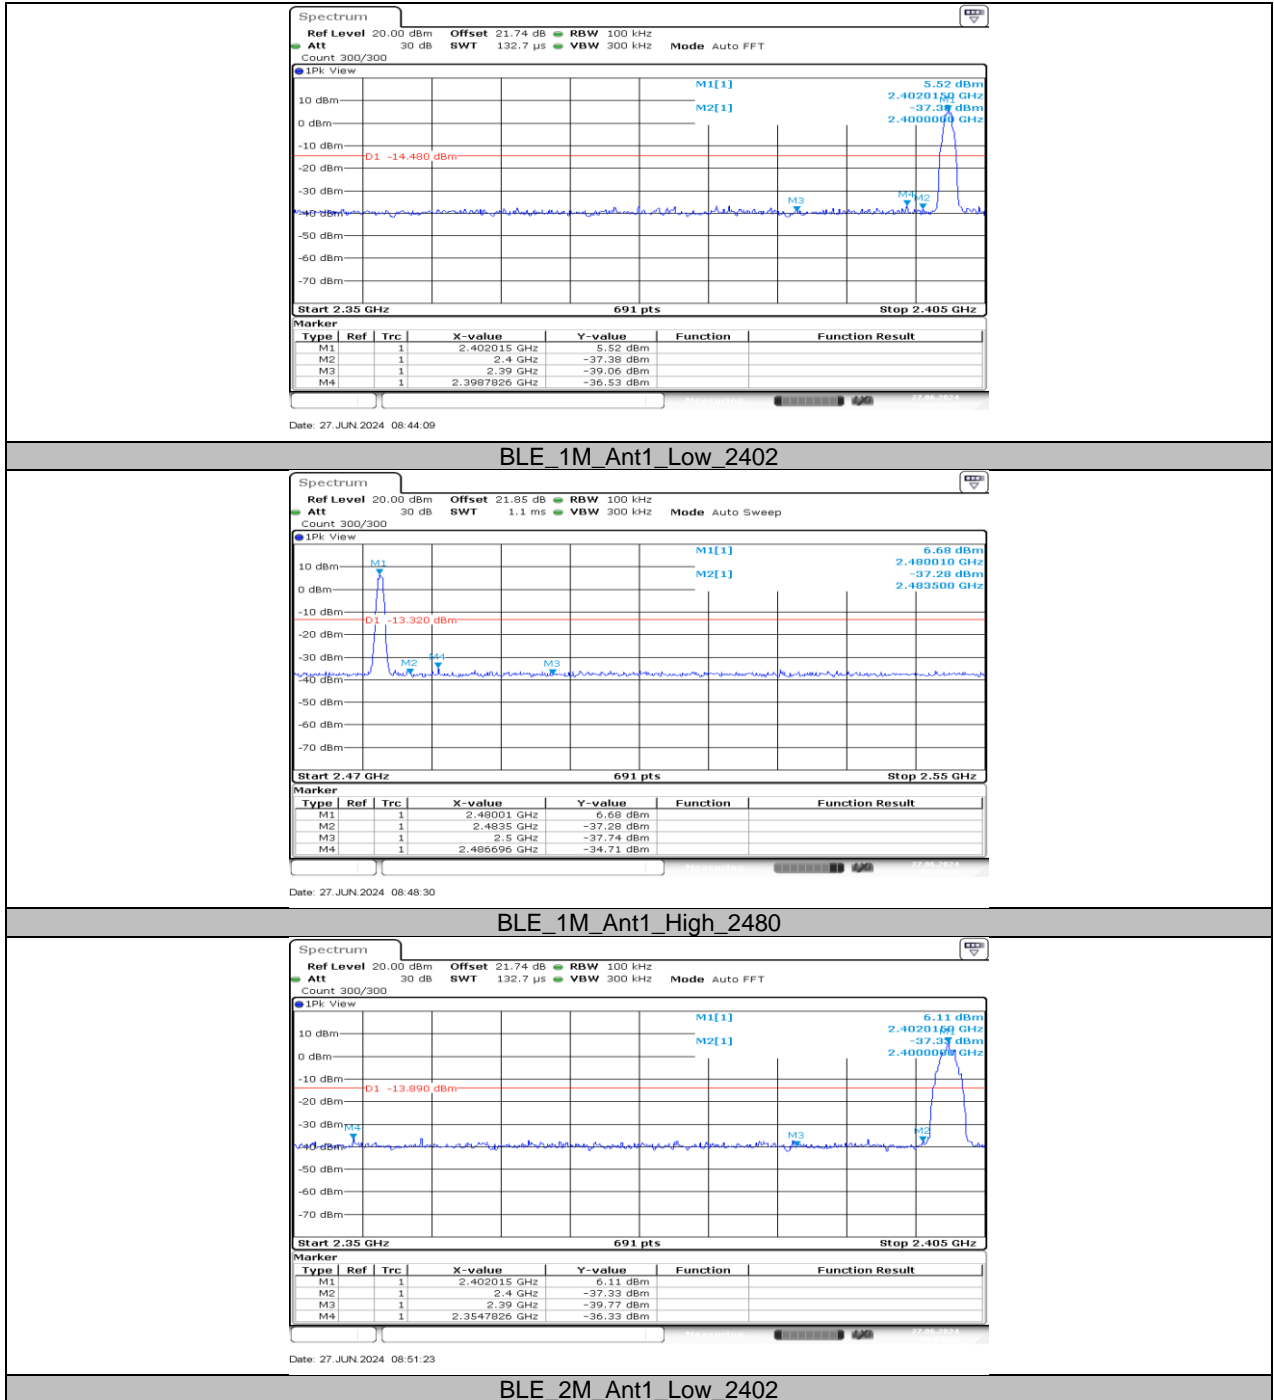 Spectrum
Ref Level 20.00 dBm Offset 21.74 dB RBW 100 kHz
Att 30 dB SWT 132.7 µs VBW 300 kHz Mode Auto FFT
Count 300/300
1Pk View
M1[1] 5.52 dBm
2.4020150 GHz
M2[1] -37.38 dBm
2.4000000 GHz
M1
10 dBm
0 dBm
-10 dBm
D1 -14.480 dBm
-20 dBm
-30 dBm
M3 M4 M2
-40 dBm
-50 dBm
-60 dBm
-70 dBm
Start 2.35 GHz 691 pts Stop 2.405 GHz
Marker
Type Ref Trc X-value Y-value Function Function Result
M1 1 2.402015 GHz 5.52 dBm
M2 1 2.4 GHz -37.38 dBm
M3 1 2.39 GHz -39.06 dBm
M4 1 2.3987826 GHz -36.53 dBm
Measuring 27.06.2024
Date: 27.JUN.2024 08:44:09
BLE_1M_Ant1_Low_2402
Spectrum
Ref Level 20.00 dBm Offset 21.85 dB RBW 100 kHz
Att 30 dB SWT 1.1 ms VBW 300 kHz Mode Auto Sweep
Count 300/300
1Pk View
M1[1] 6.68 dBm
2.480010 GHz
M2[1] -37.28 dBm
2.483500 GHz
M1
10 dBm
0 dBm
-10 dBm
D1 -13.320 dBm
-20 dBm
-30 dBm
M2 M4 M3
-40 dBm
-50 dBm
-60 dBm
-70 dBm
Start 2.47 GHz 691 pts Stop 2.55 GHz
Marker
Type Ref Trc X-value Y-value Function Function Result
M1 1 2.48001 GHz 6.68 dBm
M2 1 2.4835 GHz -37.28 dBm
M3 1 2.5 GHz -37.74 dBm
M4 1 2.486696 GHz -34.71 dBm
Measuring 27.06.2024
Date: 27.JUN.2024 08:48:30
BLE_1M_Ant1_High_2480
Spectrum
Ref Level 20.00 dBm Offset 21.74 dB RBW 100 kHz
Att 30 dB SWT 132.7 µs VBW 300 kHz Mode Auto FFT
Count 300/300
1Pk View
M1[1] 6.11 dBm
2.4020150 GHz
M2[1] -37.33 dBm
2.4000000 GHz
M1
10 dBm
0 dBm
-10 dBm
D1 -13.890 dBm
-20 dBm
-30 dBm
M4 M3 M2
-40 dBm
-50 dBm
-60 dBm
-70 dBm
Start 2.35 GHz 691 pts Stop 2.405 GHz
Marker
Type Ref Trc X-value Y-value Function Function Result
M1 1 2.402015 GHz 6.11 dBm
M2 1 2.4 GHz -37.33 dBm
M3 1 2.39 GHz -39.77 dBm
M4 1 2.3547826 GHz -36.33 dBm
Measuring 27.06.2024
Date: 27.JUN.2024 08:51:23
BLE_2M_Ant1_Low_2402